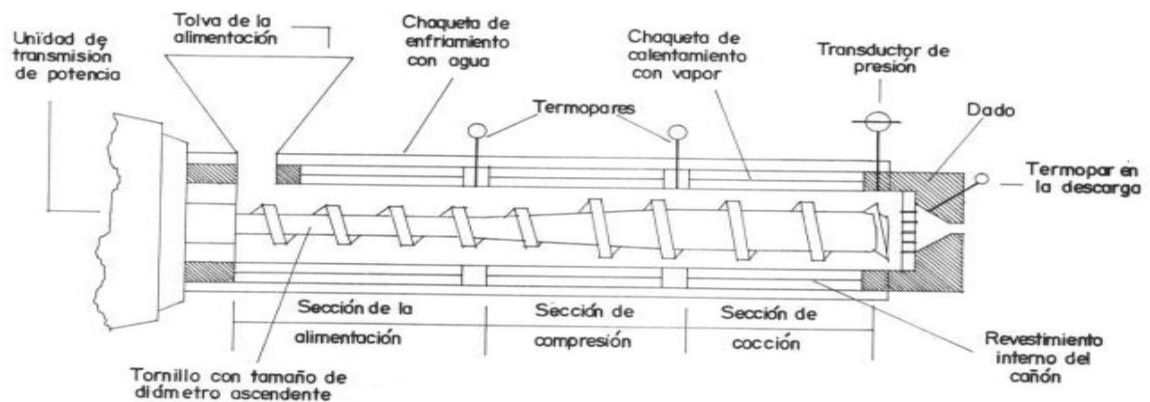 Tolva de la
alimentación
Unidad de
transmisión
de potencia
Chaqueta de
enfriamiento
con agua
Chaqueta de
calentamiento
con vapor
Transductor de
presión
Termopares
Dado
Termopar en
la descarga
Sección de la
alimentación
Sección de
compresión
Sección de
cocción
Revestimiento
interno del
cañón
Tornillo con tamaño de
diámetro ascendente